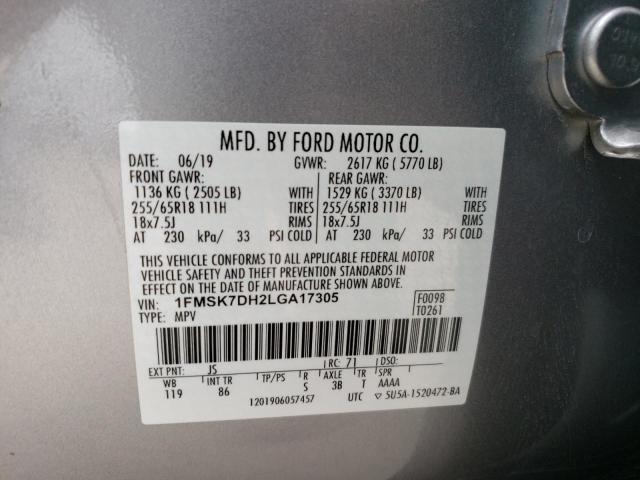 MFD. BY FORD MOTOR CO.
DATE: 06/19 GVWR: 2617 KG ( 5770 LB)
FRONT GAWR: REAR GAWR:
1136 KG ( 2505 LB) WITH 1529 KG ( 3370 LB) WITH
255/65R18 111H TIRES 255/65R18 111H TIRES
18x7.5J RIMS 18x7.5J RIMS
AT 230 kPa/ 33 PSI COLD AT 230 kPa/ 33 PSI COLD
THIS VEHICLE CONFORMS TO ALL APPLICABLE FEDERAL MOTOR
VEHICLE SAFETY AND THEFT PREVENTION STANDARDS IN
EFFECT ON THE DATE OF MANUFACTURE SHOWN ABOVE.
VIN: 1FMSK7DH2LGA17305 F0098
TYPE: MPV T0261
EXT PNT: JS RC: 71 DSO:
WB INT TR TP/PS R AXLE TR SPR
119 86 S 3B T AAAA
1201906057457 UTC ▽ 5U5A-1520472-BA